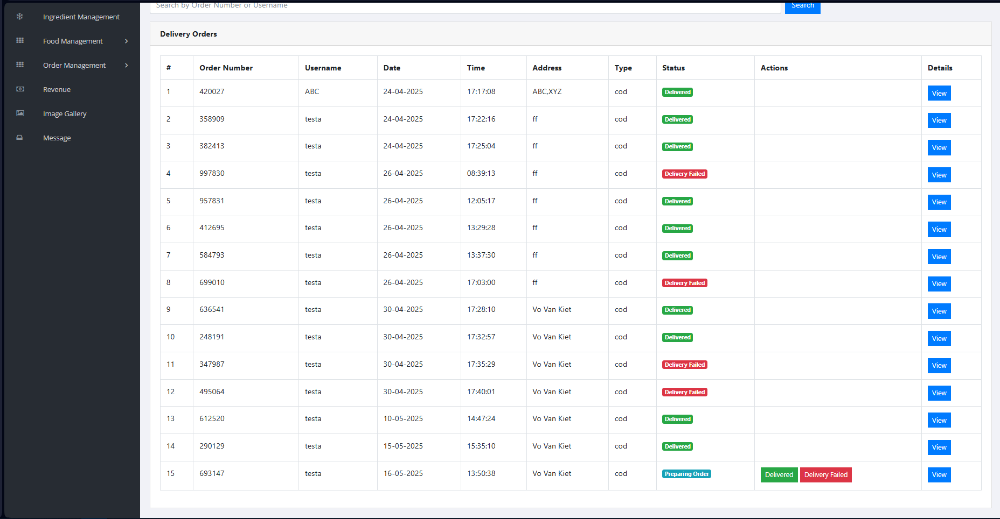 Search by Order Number or Username
Search
Ingredient Management
Food Management
Order Management
Revenue
Image Gallery
Message
Delivery Orders
# Order Number Username Date Time Address Type Status Actions Details
1 420027 ABC 24-04-2025 17:17:08 ABC,XYZ cod Delivered View
2 358909 testa 24-04-2025 17:22:16 ff cod Delivered View
3 382413 testa 24-04-2025 17:25:04 ff cod Delivered View
4 997830 testa 26-04-2025 08:39:13 ff cod Delivery Failed View
5 957831 testa 26-04-2025 12:05:17 ff cod Delivered View
6 412695 testa 26-04-2025 13:29:28 ff cod Delivered View
7 584793 testa 26-04-2025 13:37:30 ff cod Delivered View
8 699010 testa 26-04-2025 17:03:00 ff cod Delivery Failed View
9 636541 testa 30-04-2025 17:28:10 Vo Van Kiet cod Delivered View
10 248191 testa 30-04-2025 17:32:57 Vo Van Kiet cod Delivered View
11 347987 testa 30-04-2025 17:35:29 Vo Van Kiet cod Delivery Failed View
12 495064 testa 30-04-2025 17:40:01 Vo Van Kiet cod Delivery Failed View
13 612520 testa 10-05-2025 14:47:24 Vo Van Kiet cod Delivered View
14 290129 testa 15-05-2025 15:35:10 Vo Van Kiet cod Delivered View
15 693147 testa 16-05-2025 13:50:38 Vo Van Kiet cod Preparing Order Delivered Delivery Failed View